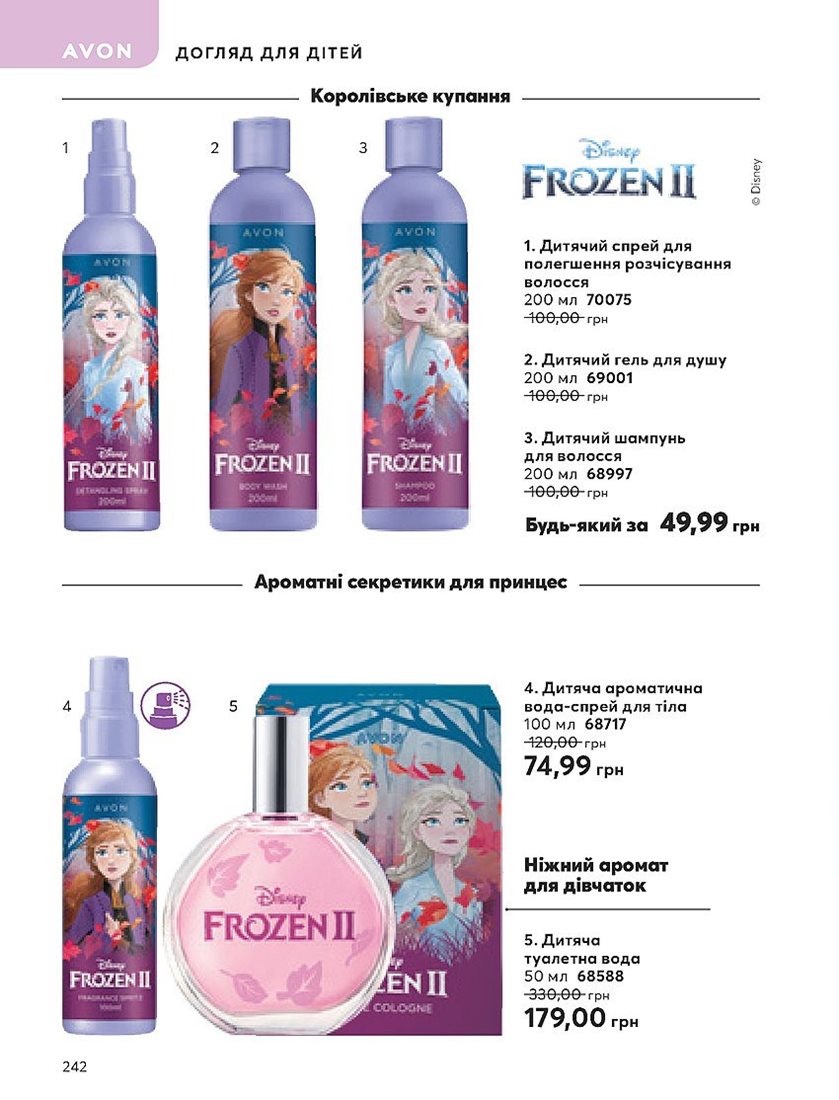 AVON
ДОГЛЯД ДЛЯ ДІТЕЙ
Королівське купання
1
2
3
AVON
Disney
FROZEN II
DETANGLING SPRAY
200ml
AVON
Disney
FROZEN II
BODY WASH
200ml
AVON
Disney
FROZEN II
SHAMPOO
200ml
Disney
FROZEN II
© Disney
1. Дитячий спрей для
полегшення розчісування
волосся
200 мл 70075
100,00 грн
2. Дитячий гель для душу
200 мл 69001
100,00 грн
3. Дитячий шампунь
для волосся
200 мл 68997
100,00 грн
Будь-який за 49,99 грн
Ароматні секретики для принцес
4
5
AVON
Disney
FROZEN II
FRAGRANCE SPRITZ
100ml
Disney
FROZEN II
AVON
ZEN II
COLOGNE
4. Дитяча ароматична
вода-спрей для тіла
100 мл 68717
120,00 грн
74,99 грн
Ніжний аромат
для дівчаток
5. Дитяча
туалетна вода
50 мл 68588
330,00 грн
179,00 грн
242